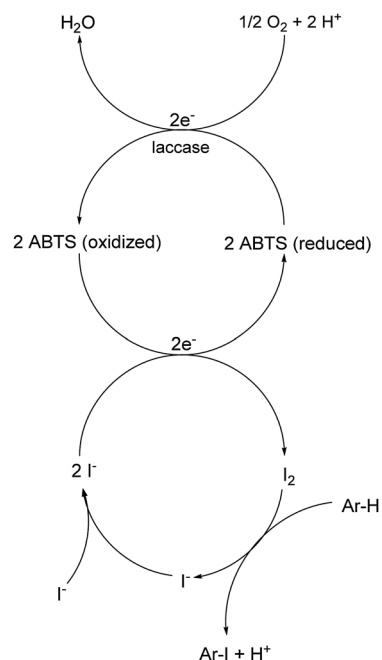 H₂O
1/2 O₂ + 2 H⁺
2e⁻
laccase
2 ABTS (oxidized)
2 ABTS (reduced)
2e⁻
2 I⁻
I₂
Ar-H
I⁻
I⁻
Ar-I + H⁺